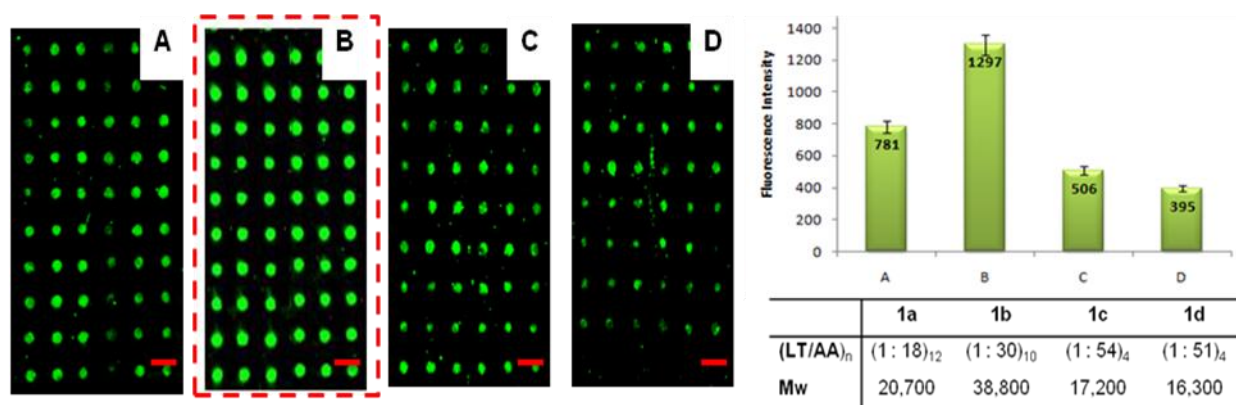 A B C D
Fluorescence Intensity
1400
1200
1000
800
600
400
200
0
781
1297
506
395
A B C D
1a 1b 1c 1d
(LT/AA)n (1 : 18)12 (1 : 30)10 (1 : 54)4 (1 : 51)4
Mw 20,700 38,800 17,200 16,300